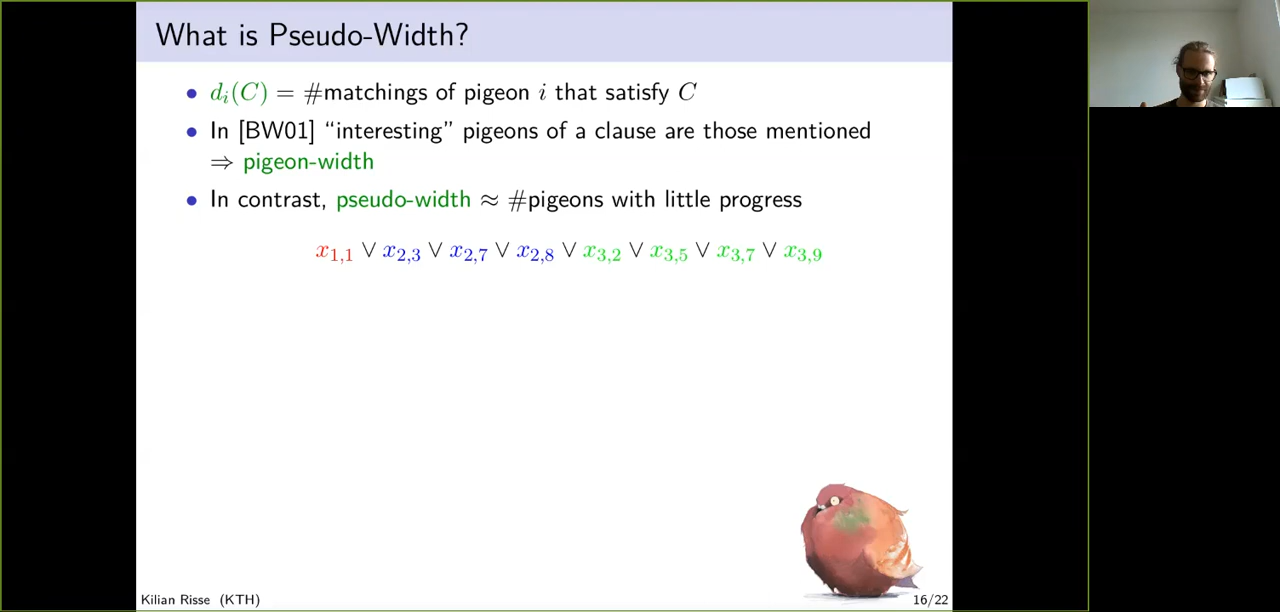 What is Pseudo-Width?
• d_i(C) = #matchings of pigeon i that satisfy C
• In [BW01] “interesting” pigeons of a clause are those mentioned
⇒ pigeon-width
• In contrast, pseudo-width ≈ #pigeons with little progress
x_{1,1} ∨ x_{2,3} ∨ x_{2,7} ∨ x_{2,8} ∨ x_{3,2} ∨ x_{3,5} ∨ x_{3,7} ∨ x_{3,9}
Kilian Risse (KTH) 16/22